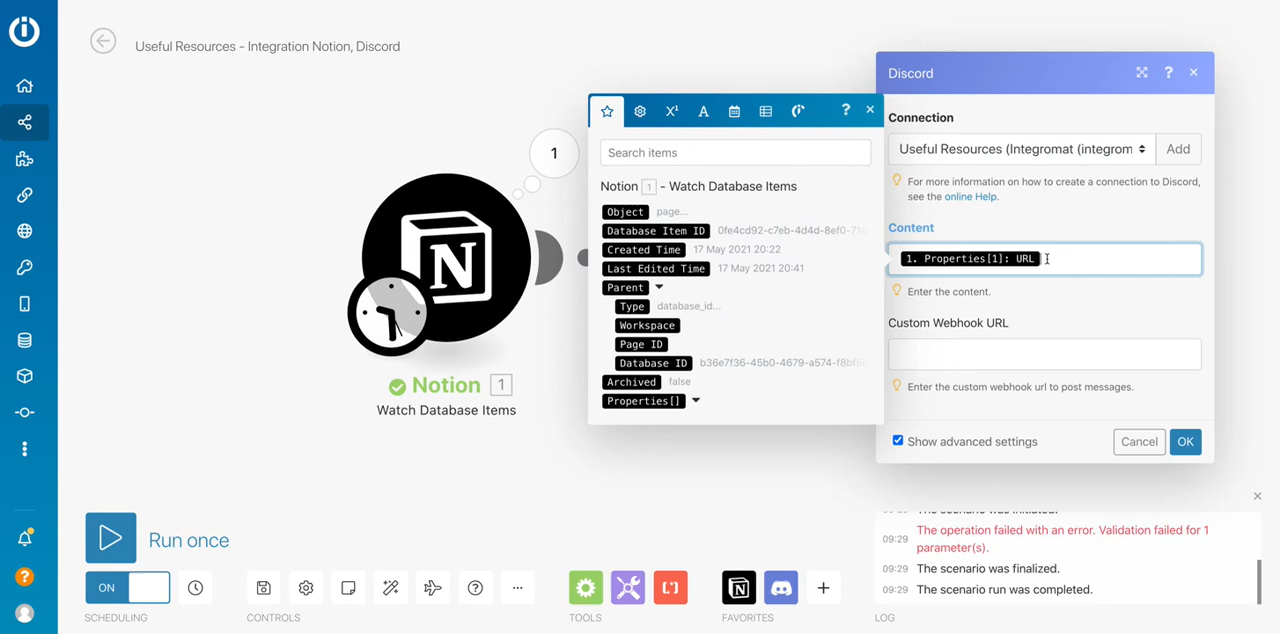 Useful Resources - Integration Notion, Discord
Discord
?
Connection
Useful Resources (Integromat (integrom
Add
For more information on how to create a connection to Discord,
see the online Help.
Content
1. Properties[1]: URL
Enter the content.
Custom Webhook URL
Enter the custom webhook url to post messages.
Show advanced settings
Cancel
OK
X¹
A
?
Search items
Notion 1 - Watch Database Items
Object page...
Database Item ID 0fe4cd92-c7eb-4d4d-8ef0-716
Created Time 17 May 2021 20:22
Last Edited Time 17 May 2021 20:41
Parent
Type database_id...
Workspace
Page ID
Database ID b36e7f36-45b0-4679-a574-f8bf5e
Archived false
Properties[]
1
N
Notion 1
Watch Database Items
Run once
ON
SCHEDULING
CONTROLS
TOOLS
FAVORITES
LOG
The scenario was initiated.
09:29 The operation failed with an error. Validation failed for 1
parameter(s).
09:29 The scenario was finalized.
09:29 The scenario run was completed.